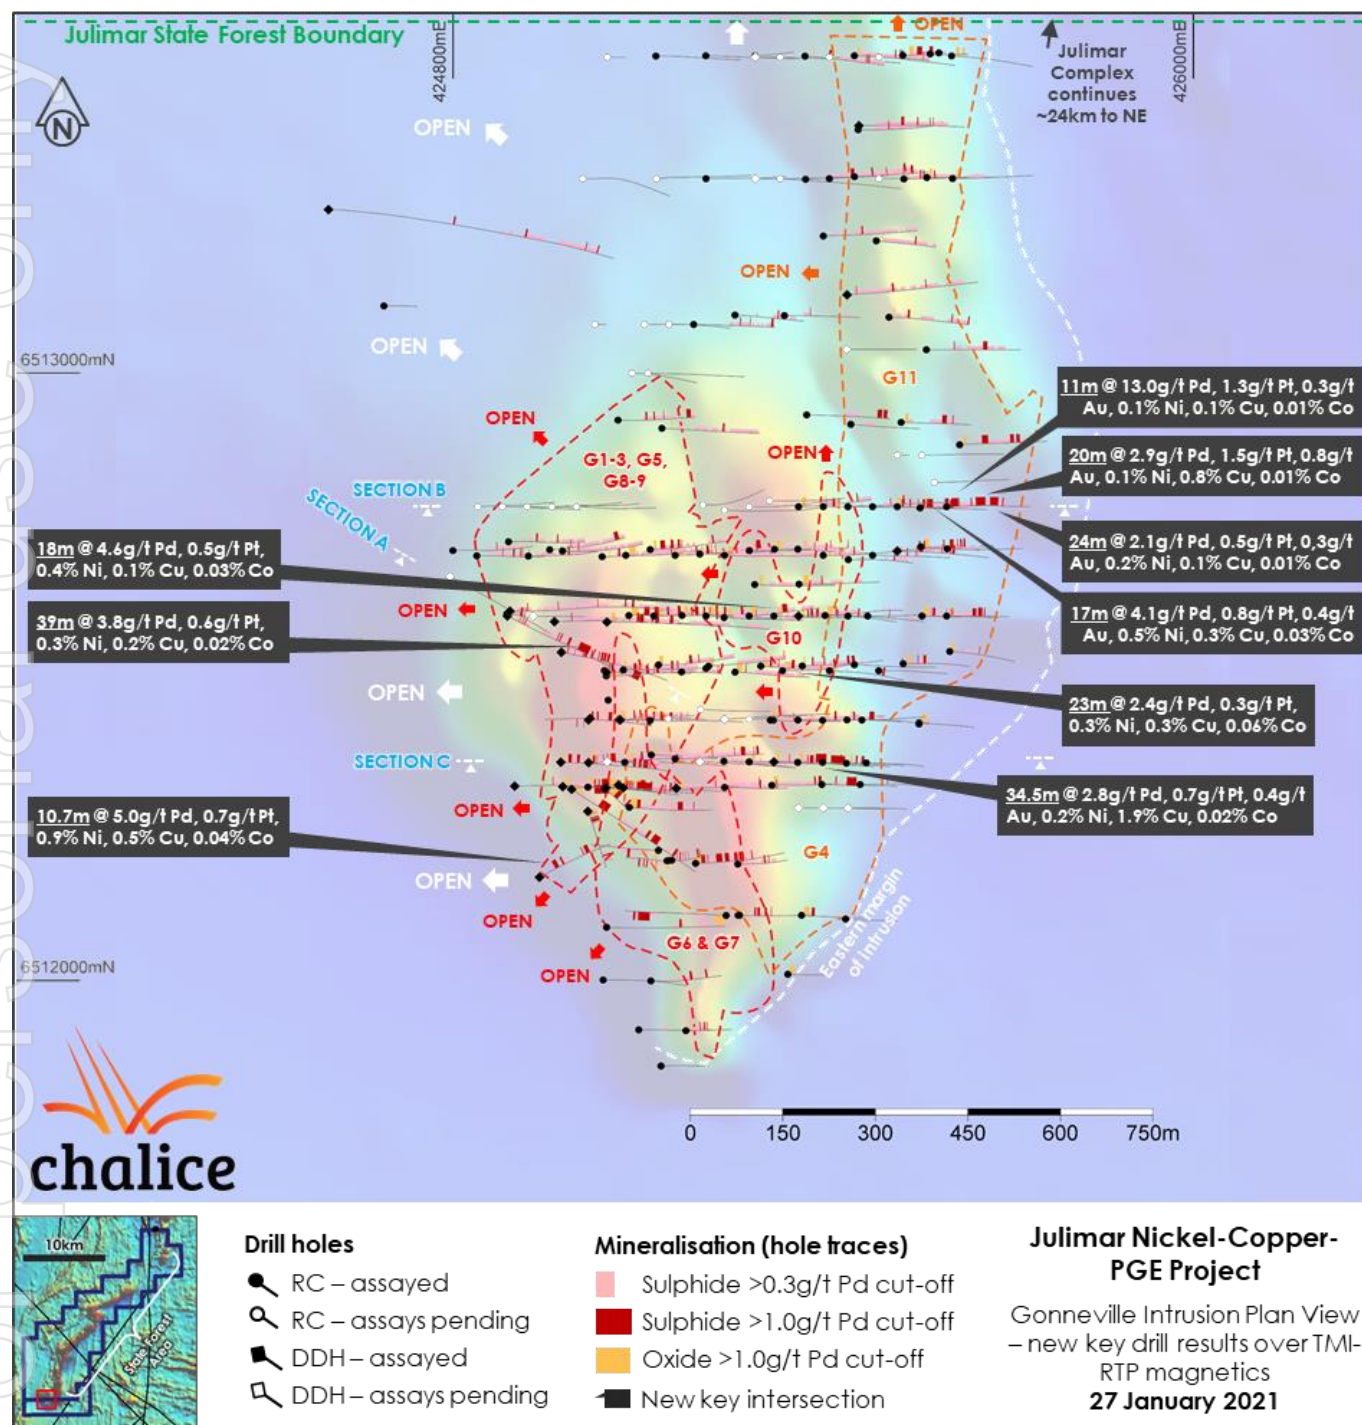 Julimar State Forest Boundary
424800mE
426000mE
OPEN
Julimar
Complex
continues
~24km to NE
N
OPEN
OPEN
OPEN
6513000mN
G11
OPEN
OPEN
G1-3, G5,
G8-9
SECTION B
SECTION A
11m @ 13.0g/t Pd, 1.3g/t Pt, 0.3g/t
Au, 0.1% Ni, 0.1% Cu, 0.01% Co
20m @ 2.9g/t Pd, 1.5g/t Pt, 0.8g/t
Au, 0.1% Ni, 0.8% Cu, 0.01% Co
24m @ 2.1g/t Pd, 0.5g/t Pt, 0,3g/t
Au, 0.2% Ni, 0.1% Cu, 0.01% Co
17m @ 4.1g/t Pd, 0.8g/t Pt, 0.4g/t
Au, 0.5% Ni, 0.3% Cu, 0.03% Co
18m @ 4.6g/t Pd, 0.5g/t Pt,
0.4% Ni, 0.1% Cu, 0.03% Co
OPEN
39m @ 3.8g/t Pd, 0.6g/t Pt,
0.3% Ni, 0.2% Cu, 0.02% Co
G10
OPEN
23m @ 2.4g/t Pd, 0.3g/t Pt,
0.3% Ni, 0.3% Cu, 0.06% Co
SECTION C
34.5m @ 2.8g/t Pd, 0.7g/t Pt, 0.4g/t
Au, 0.2% Ni, 1.9% Cu, 0.02% Co
OPEN
10.7m @ 5.0g/t Pd, 0.7g/t Pt,
0.9% Ni, 0.5% Cu, 0.04% Co
G4
OPEN
OPEN
Eastern margin
of intrusion
G6 & G7
OPEN
6512000mN
chalice
0 150 300 450 600 750m
10km
State Forest
Area
Drill holes
RC – assayed
RC – assays pending
DDH – assayed
DDH – assays pending
Mineralisation (hole traces)
Sulphide >0.3g/t Pd cut-off
Sulphide >1.0g/t Pd cut-off
Oxide >1.0g/t Pd cut-off
New key intersection
Julimar Nickel-Copper-
PGE Project
Gonneville Intrusion Plan View
– new key drill results over TMI-
RTP magnetics
27 January 2021